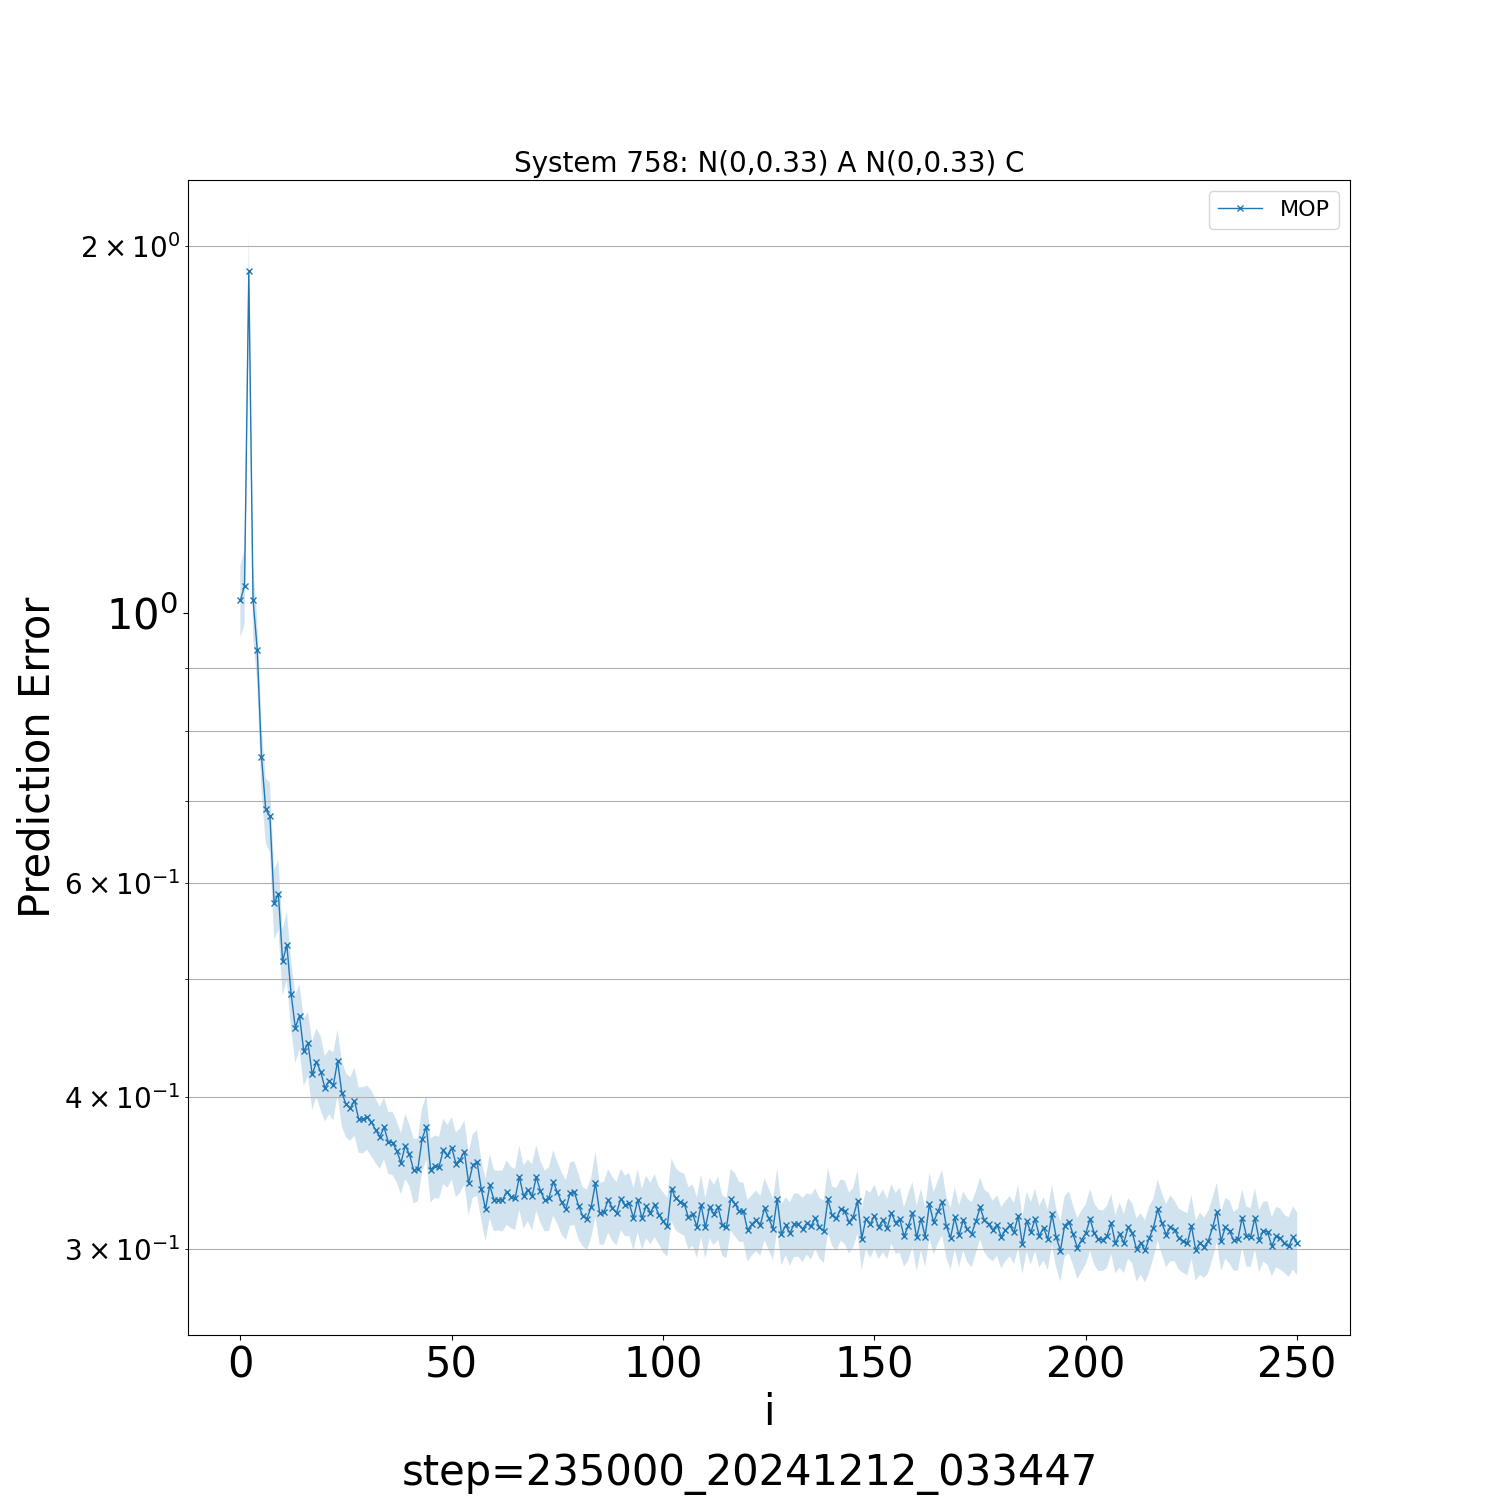 System 758: N(0,0.33) A N(0,0.33) C
MOP
2 × 10⁰
10⁰
6 × 10⁻¹
4 × 10⁻¹
3 × 10⁻¹
Prediction Error
0 50 100 150 200 250
i
step=235000_20241212_033447